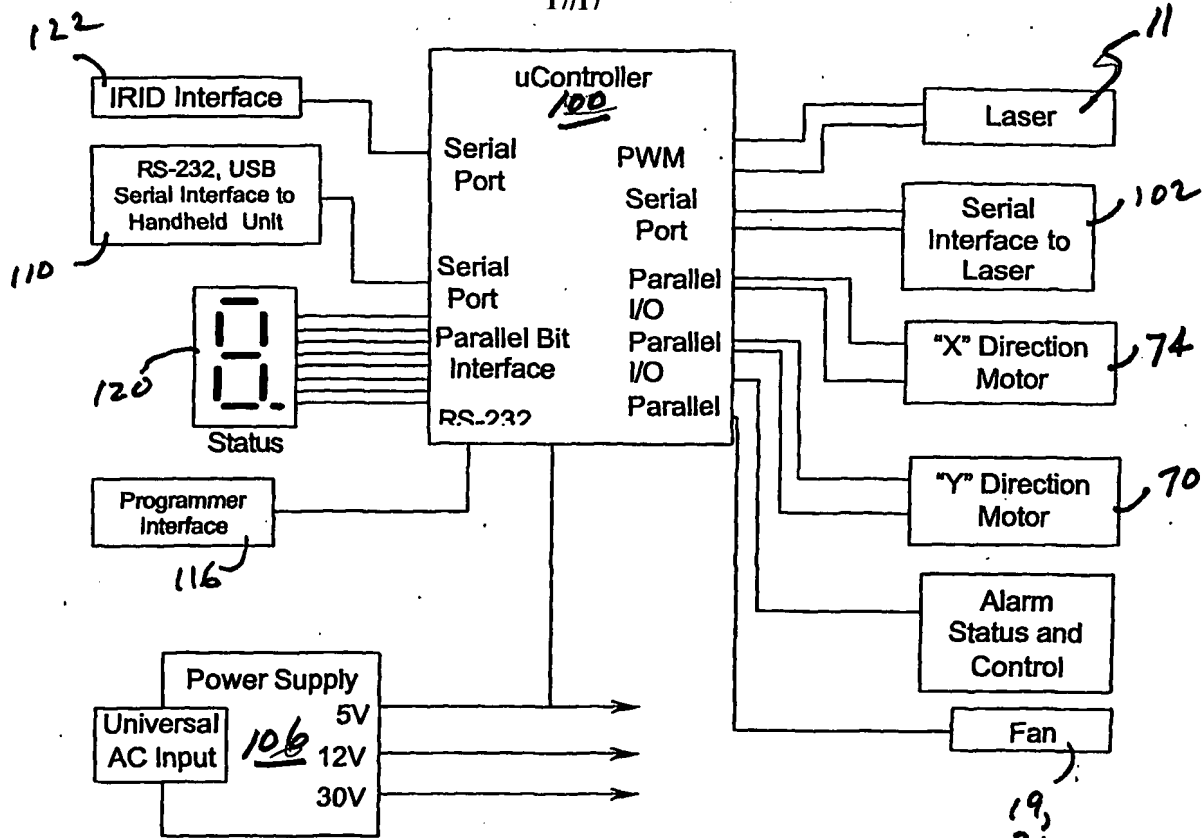 17/17
122
IRID Interface
RS-232, USB
Serial Interface to
Handheld Unit
110
120
Status
Programmer
Interface
116
uController
100
Serial
Port
Serial
Port
Parallel Bit
Interface
RS-232
PWM
Serial
Port
Parallel
I/O
Parallel
I/O
Parallel
11
Laser
Serial
Interface to
Laser
102
"X" Direction
Motor
74
"Y" Direction
Motor
70
Alarm
Status and
Control
Fan
19,
Power Supply
Universal
AC Input
106
5V
12V
30V